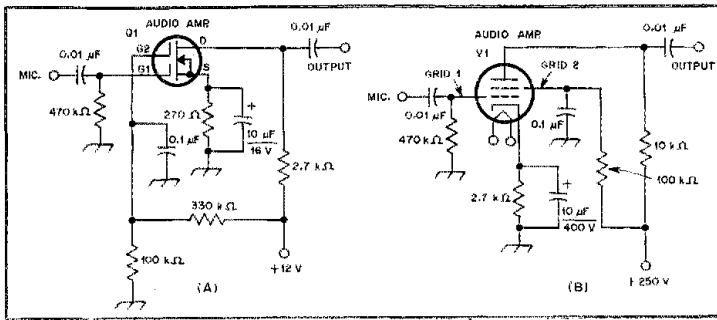 AUDIO AMP.
Q1
G2
D
G1
S
0.01 µF
MIC.
470 kΩ
0.1 µF
270 Ω
+
10 µF
16 V
0.01 µF
OUTPUT
2.7 kΩ
330 kΩ
100 kΩ
+12 V
(A)
AUDIO AMP.
V1
GRID 1
GRID 2
MIC.
0.01 µF
470 kΩ
0.1 µF
0.01 µF
OUTPUT
10 kΩ
100 kΩ
2.7 kΩ
+
10 µF
400 V
+250V
(B)